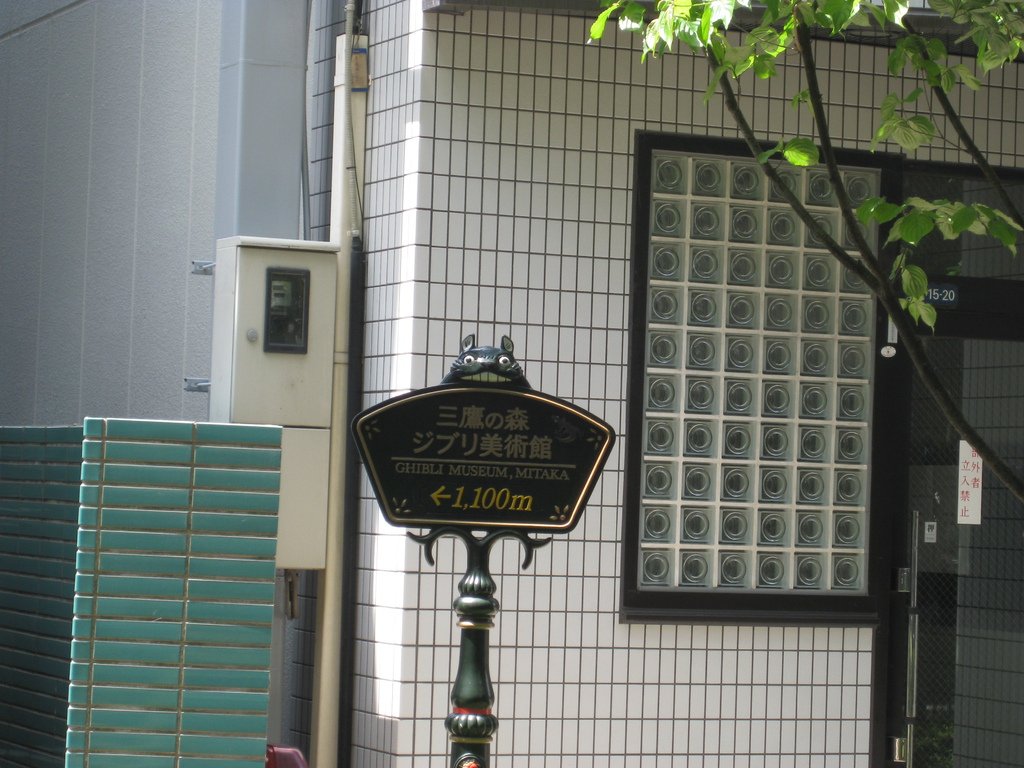 三鷹の森
ジブリ美術館
GHIBLI MUSEUM, MITAKA
←1,100m
15-20
部外者
立入禁止
押